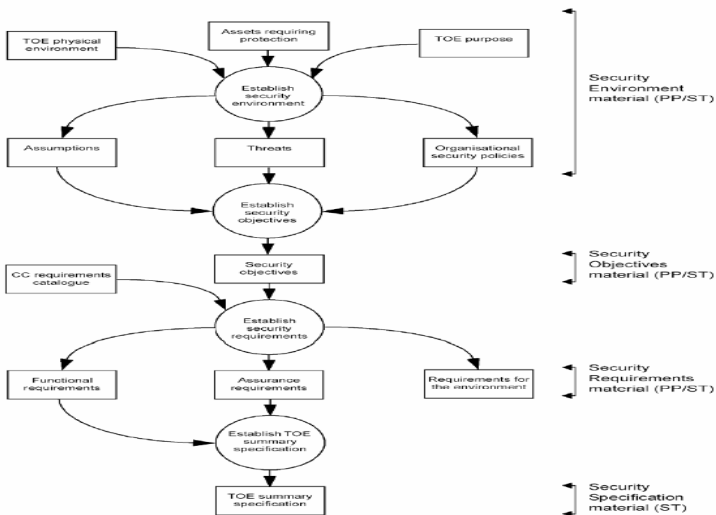 TOE physical
environment
Assets requiring
protection
TOE purpose
Establish
security
environment
Security
Environment
material (PP/ST)
Assumptions
Threats
Organisational
security policies
Establish
security
objectives
CC requirements
catalogue
Security
objectives
Security
Objectives
material (PP/ST)
Establish
security
requirements
Functional
requirements
Assurance
requirements
Requirements for
the environment
Security
Requirements
material (PP/ST)
Establish TOE
summary
specification
TOE summary
specification
Security
Specification
material (ST)